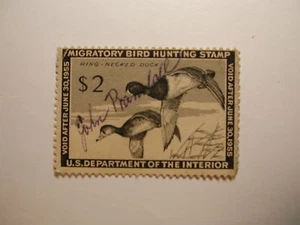 MIGRATORY BIRD HUNTING STAMP
RING-NECKED DUCKS
$2
VOID AFTER JUNE 30, 1955
VOID AFTER JUNE 30, 1955
U.S. DEPARTMENT OF THE INTERIOR